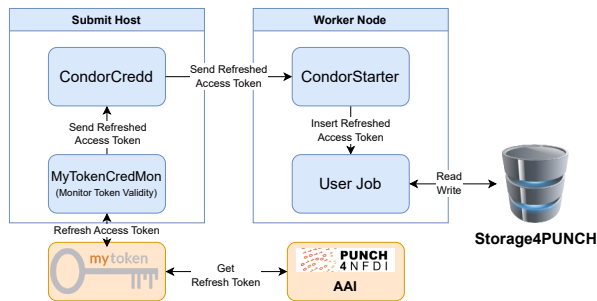 Submit Host
Worker Node
CondorCredd
Send Refreshed
Access Token
CondorStarter
Send Refreshed
Access Token
Insert Refreshed
Access Token
MyTokenCredMon
(Monitor Token Validity)
User Job
Read
Write
Storage4PUNCH
Refresh Access Token
mytoken
Get
Refresh Token
PUNCH
4NFDI
AAI